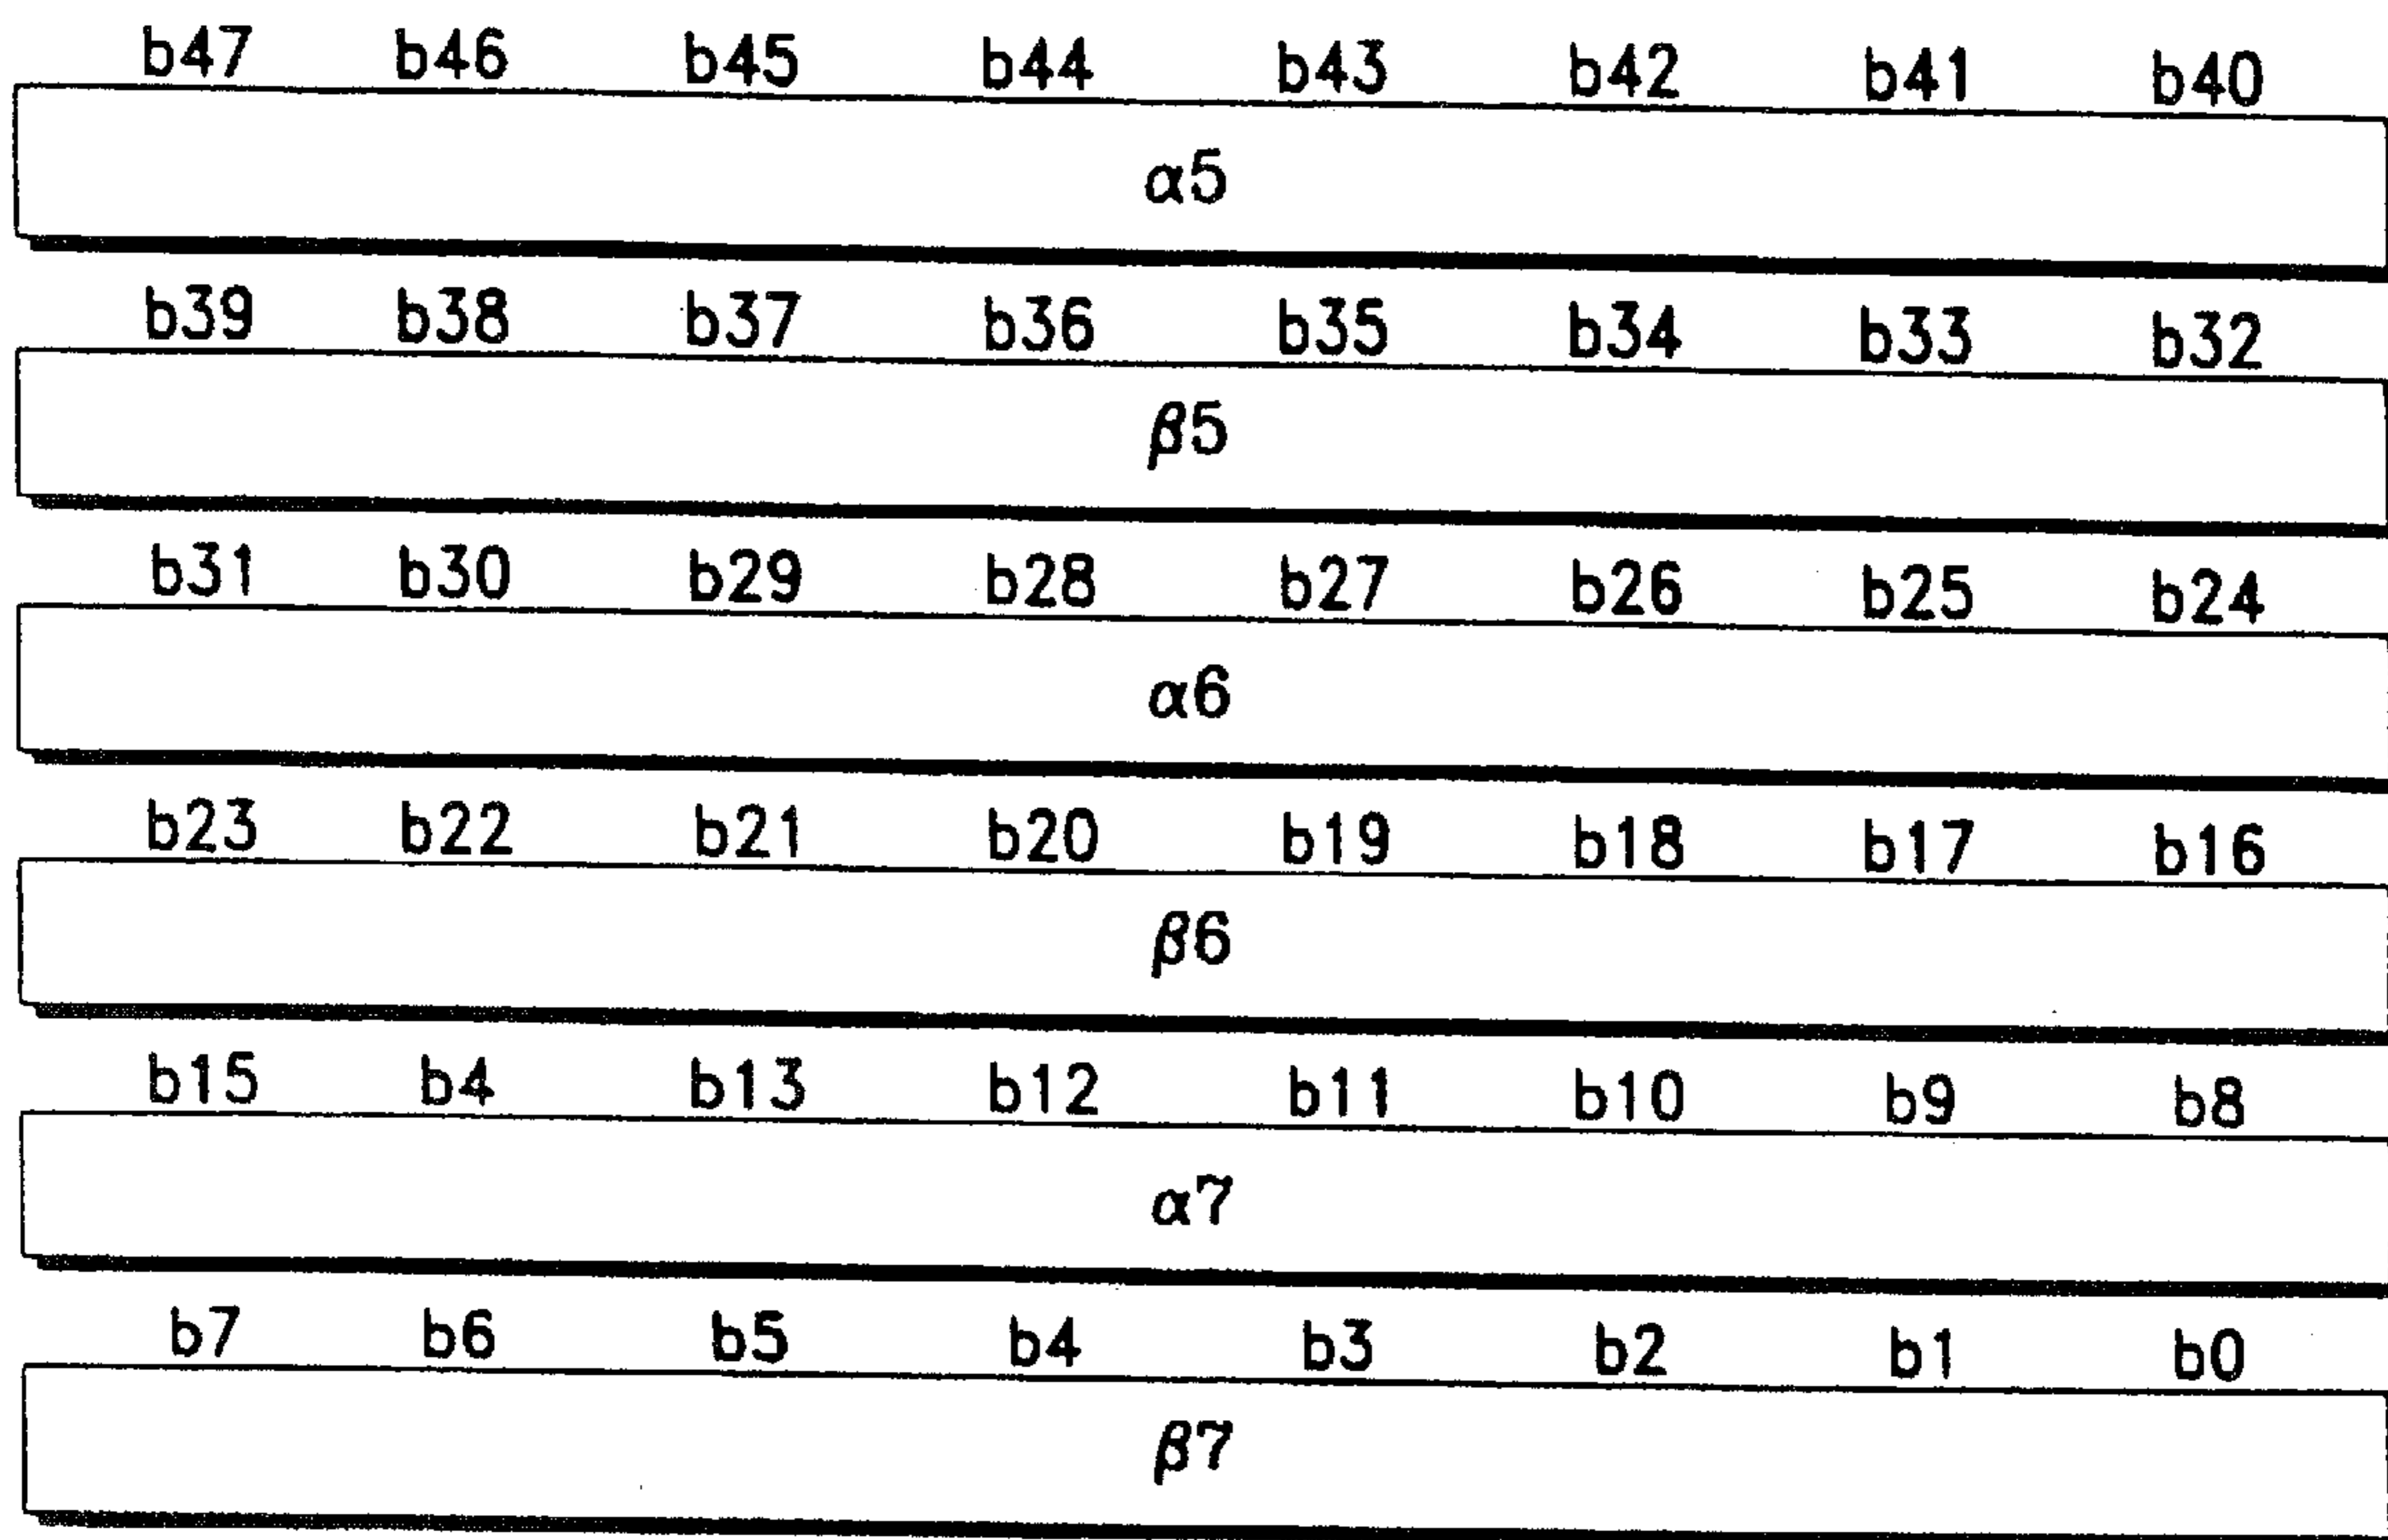 b47 b46 b45 b44 b43 b42 b41 b40
α5
b39 b38 b37 b36 b35 b34 b33 b32
β5
b31 b30 b29 b28 b27 b26 b25 b24
α6
b23 b22 b21 b20 b19 b18 b17 b16
β6
b15 b4 b13 b12 b11 b10 b9 b8
α7
b7 b6 b5 b4 b3 b2 b1 b0
β7